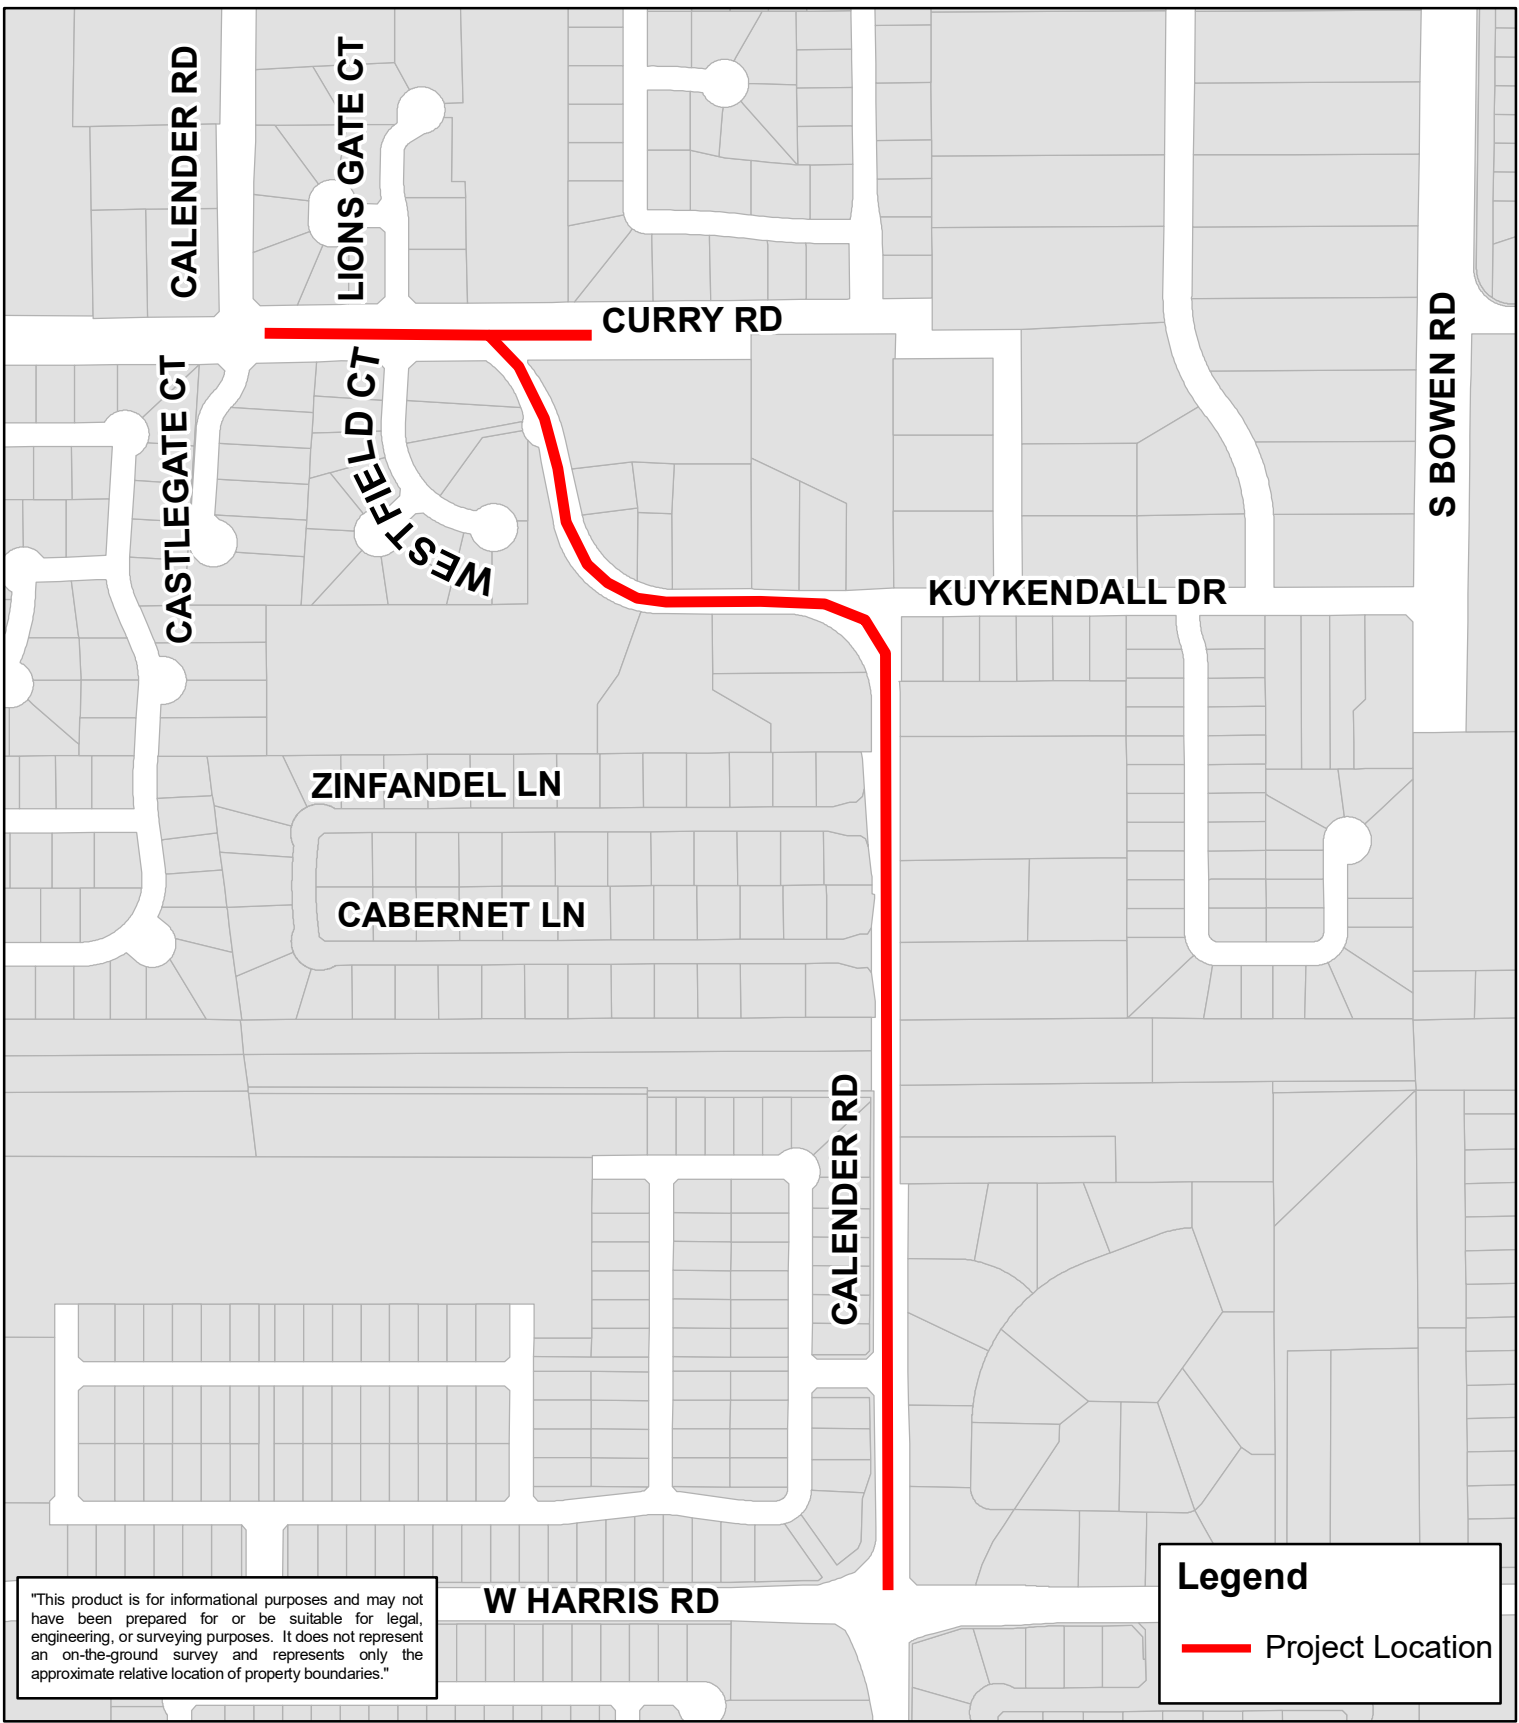 CALENDER RD
LIONS GATE CT
CURRY RD
S BOWEN RD
CASTLEGATE CT
WESTFIELD CT
KUYKENDALL DR
ZINFANDEL LN
CABERNET LN
CALENDER RD
W HARRIS RD
"This product is for informational purposes and may not
have been prepared for or be suitable for legal,
engineering, or surveying purposes. It does not represent
an on-the-ground survey and represents only the
approximate relative location of property boundaries."
Legend
Project Location